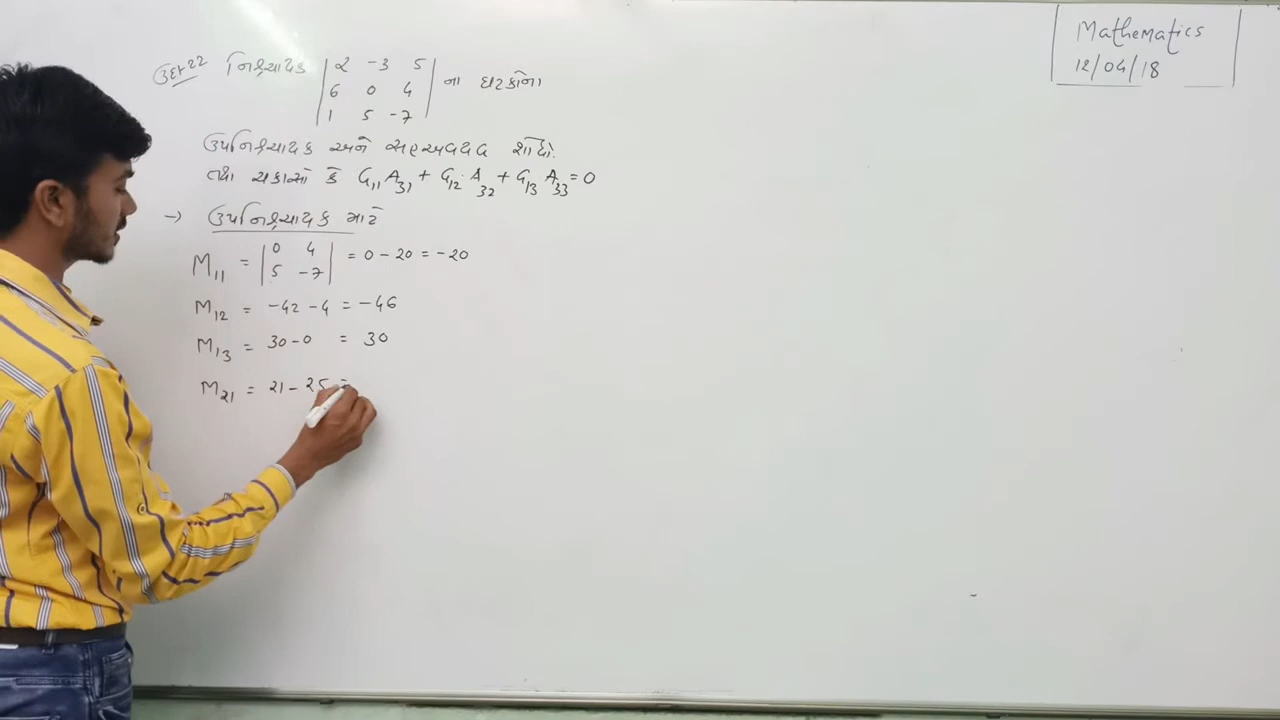 Mathematics
12/04/18
ઉદા-22 નિશ્ચાયક | 2 -3 5 | ના ઘટકોના
| 6 0 4 |
| 1 5 -7 |
ઉપનિશ્ચાયક અને સહઅવયવ શોધો.
તથા ચકાસો કે a₁₁ A₃₁ + a₁₂ . A₃₂ + a₁₃ A₃₃ = 0
→ ઉપનિશ્ચાયક માટે
M₁₁ = | 0 4 | = 0 - 20 = -20
| 5 -7 |
M₁₂ = -42 - 4 = -46
M₁₃ = 30 - 0 = 30
M₂₁ = 21 - 25 =